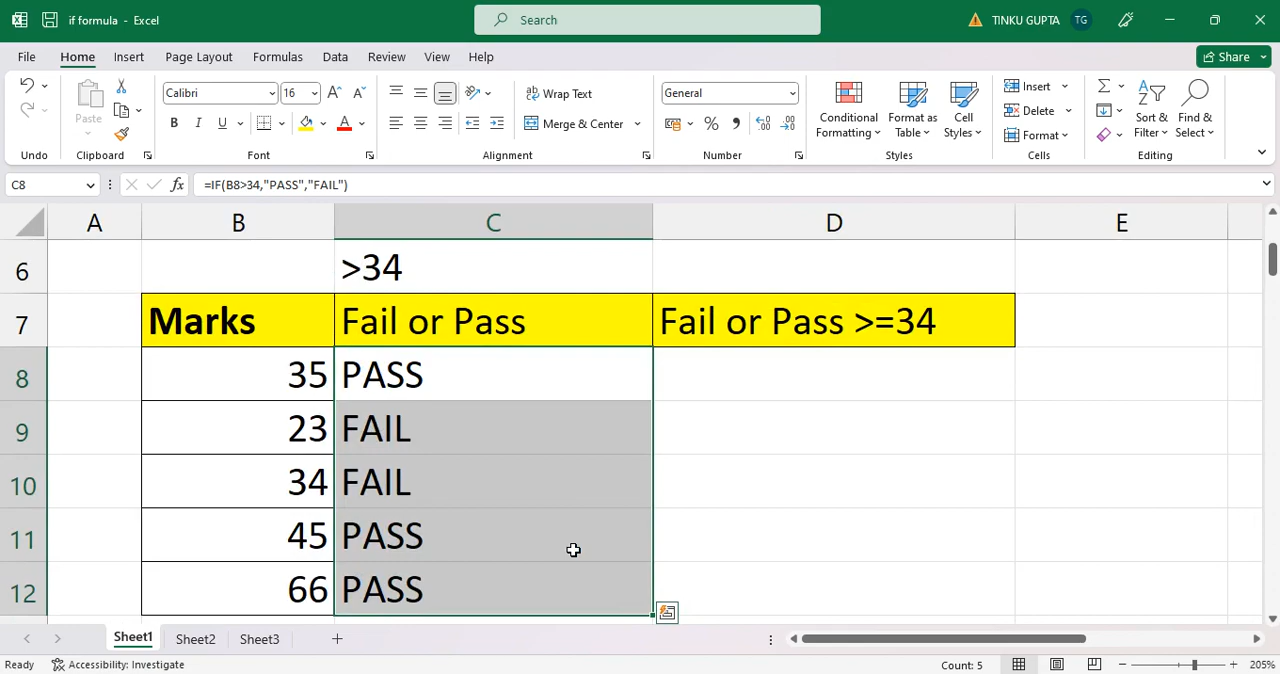 if formula - Excel
Search
TINKU GUPTA TG
File Home Insert Page Layout Formulas Data Review View Help
Share
Calibri 16
Wrap Text
General
Insert
Paste
B I U
Merge & Center
Conditional Formatting
Format as Table
Cell Styles
Delete
Format
Sort & Filter
Find & Select
Undo Clipboard Font Alignment Number Styles Cells Editing
C8 fx =IF(B8>34,"PASS","FAIL")
A B C D E
6 >34
7 Marks Fail or Pass Fail or Pass >=34
8 35 PASS
9 23 FAIL
10 34 FAIL
11 45 PASS
12 66 PASS
Sheet1 Sheet2 Sheet3
Ready Accessibility: Investigate Count: 5 205%